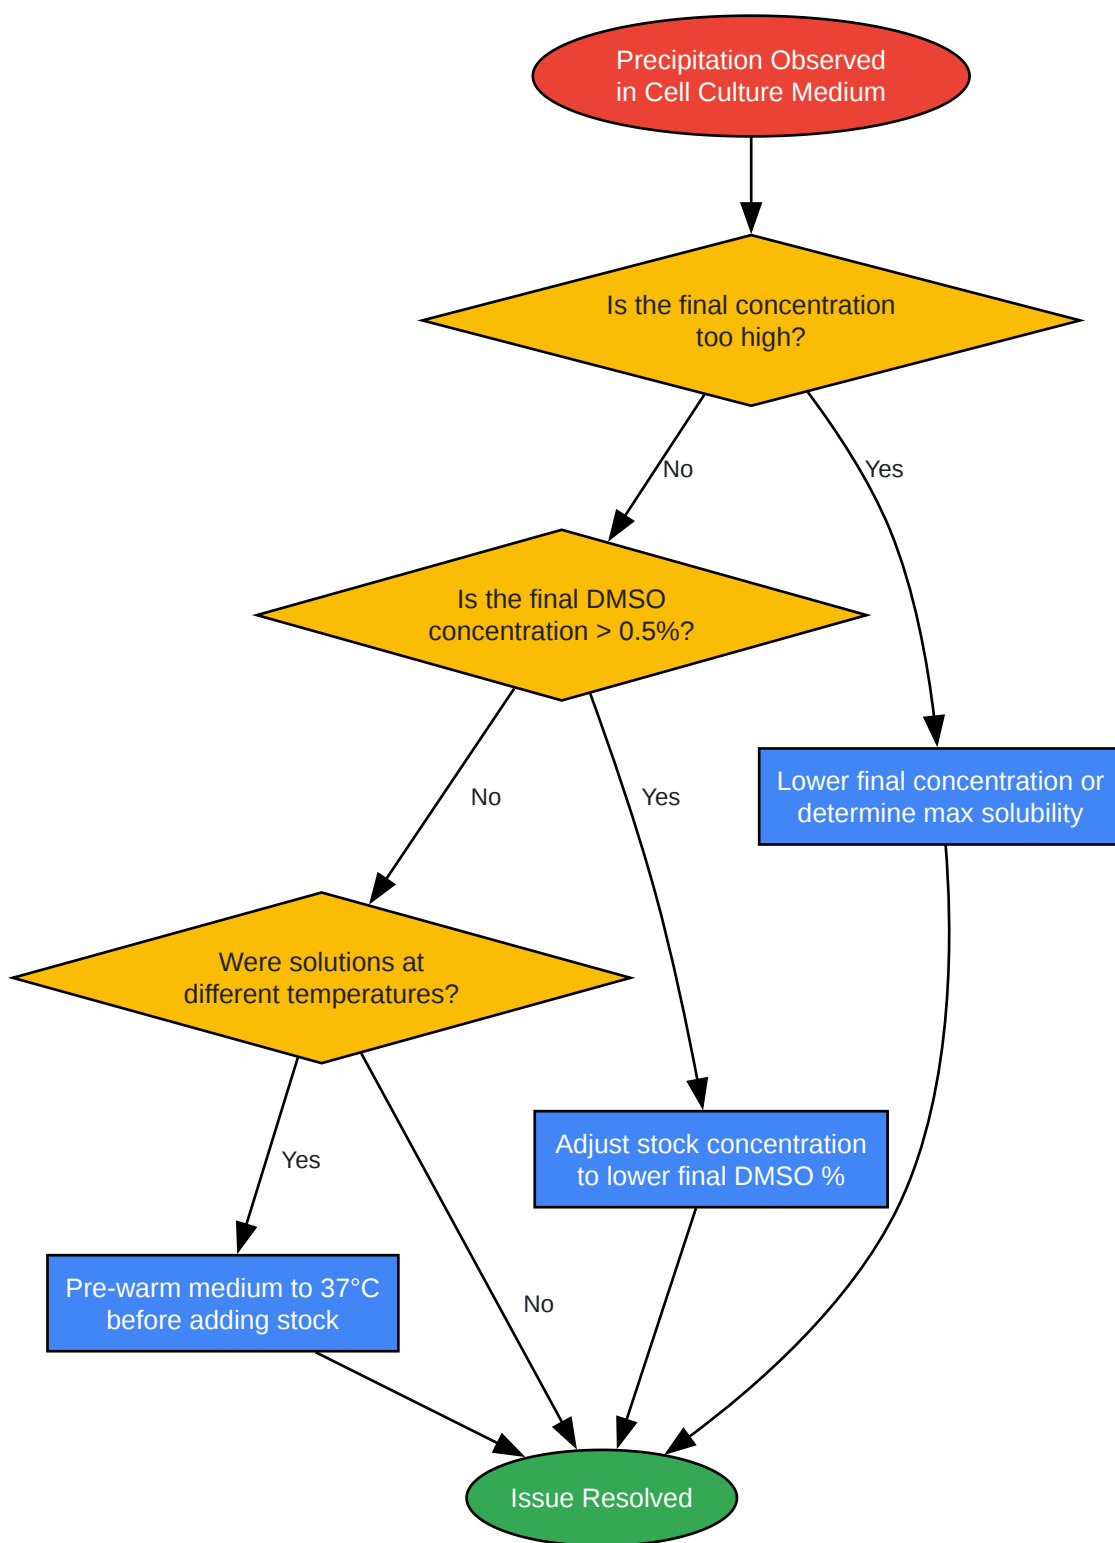 Precipitation Observed
in Cell Culture Medium
Is the final concentration
too high?
No
Yes
Is the final DMSO
concentration > 0.5%?
No
Yes
Lower final concentration or
determine max solubility
Were solutions at
different temperatures?
Yes
No
Adjust stock concentration
to lower final DMSO %
Pre-warm medium to 37°C
before adding stock
Issue Resolved